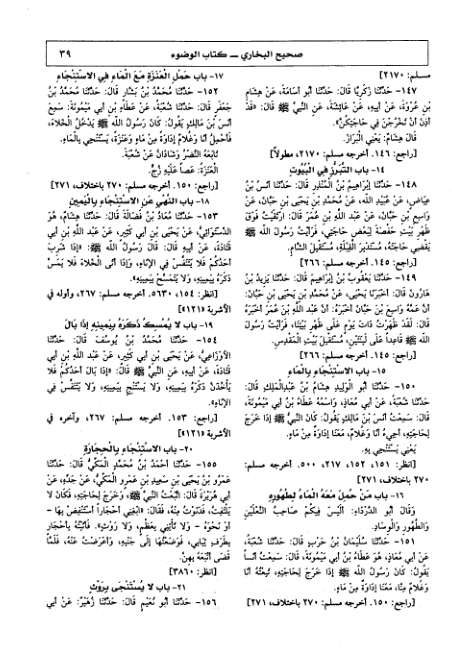 صحيح البخاري ــ كتاب الوضوء
٣٩
مسلم: ٢١٧٠]
١٤٧- حَدَّثَنَا زَكَرِيَّا قَالَ: حَدَّثَنَا أَبُو أُسَامَةَ، عَنْ هِشَامِ
بْنِ عُرْوَةَ، عَنْ أَبِيهِ، عَنْ عَائِشَةَ، عَنِ النَّبِيِّ ﷺ قَالَ: «قَدْ
أُذِنَ أَنْ تَخْرُجْنَ فِي حَاجَتِكُنَّ».
قَالَ هِشَامٌ: يَعْنِي الْبَرَازَ.
[راجع: ١٤٦. أخرجه مسلم: ٢١٧٠، مطولاً]
١٤- باب التَّبَرُّزِ فِي الْبُيُوتِ
١٤٨- حَدَّثَنَا إِبْرَاهِيمُ بْنُ الْمُنْذِرِ قَالَ: حَدَّثَنَا أَنَسُ بْنُ
عِيَاضٍ، عَنْ عُبَيْدِ اللَّهِ، عَنْ مُحَمَّدِ بْنِ يَحْيَى بْنِ حَبَّانَ، عَنْ
وَاسِعِ بْنِ حَبَّانَ، عَنْ عَبْدِ اللَّهِ بْنِ عُمَرَ قَالَ: ارْتَقَيْتُ فَوْقَ
ظَهْرِ بَيْتِ حَفْصَةَ لِبَعْضِ حَاجَتِي، فَرَأَيْتُ رَسُولَ اللَّهِ ﷺ
يَقْضِي حَاجَتَهُ، مُسْتَدْبِرَ الْقِبْلَةِ، مُسْتَقْبِلَ الشَّأْمِ.
[راجع: ١٤٥. أخرجه مسلم: ٢٦٦]
١٤٩- حَدَّثَنَا يَعْقُوبُ بْنُ إِبْرَاهِيمَ قَالَ: حَدَّثَنَا يَزِيدُ بْنُ
هَارُونَ قَالَ: أَخْبَرَنَا يَحْيَى، عَنْ مُحَمَّدِ بْنِ يَحْيَى بْنِ حَبَّانَ:
أَنَّ عَمَّهُ وَاسِعَ بْنَ حَبَّانَ أَخْبَرَهُ: أَنَّ عَبْدَ اللَّهِ بْنَ عُمَرَ أَخْبَرَهُ
قَالَ: لَقَدْ ظَهَرْتُ ذَاتَ يَوْمٍ عَلَى ظَهْرِ بَيْتِنَا، فَرَأَيْتُ رَسُولَ
اللَّهِ ﷺ قَاعِداً عَلَى لَبِنَتَيْنِ، مُسْتَقْبِلَ بَيْتِ الْمَقْدِسِ.
[راجع: ١٤٥. أخرجه مسلم: ٢٦٦]
١٥- باب الاسْتِنْجَاءِ بِالْمَاءِ
١٥٠- حَدَّثَنَا أَبُو الْوَلِيدِ هِشَامُ بْنُ عَبْدِالْمَلِكِ قَالَ:
حَدَّثَنَا شُعْبَةُ، عَنْ أَبِي مُعَاذٍ، وَاسْمُهُ عَطَاءُ بْنُ أَبِي مَيْمُونَةَ،
قَالَ: سَمِعْتُ أَنَسَ بْنَ مَالِكٍ يَقُولُ: كَانَ النَّبِيُّ ﷺ إِذَا خَرَجَ
لِحَاجَتِهِ، أَجِيءُ أَنَا وَغُلَامٌ، مَعَنَا إِدَاوَةٌ مِنْ مَاءٍ.
يَعْنِي يَسْتَنْجِي بِهِ.
[انظر: ١٥١، ١٥٢، ٢١٧، ٥٠٠. أخرجه مسلم:
٢٧٠ باختلاف، ٢٧١]
١٦- باب مَنْ حُمِلَ مَعَهُ الْمَاءُ لِطُهُورِهِ
وَقَالَ أَبُو الدَّرْدَاءِ: أَلَيْسَ فِيكُمْ صَاحِبُ النَّعْلَيْنِ
وَالطَّهُورِ وَالْوِسَادِ.
١٥١- حَدَّثَنَا سُلَيْمَانُ بْنُ حَرْبٍ قَالَ: حَدَّثَنَا شُعْبَةُ،
عَنْ أَبِي مُعَاذٍ، هُوَ عَطَاءُ بْنُ أَبِي مَيْمُونَةَ، قَالَ: سَمِعْتُ أَنَساً
يَقُولُ: كَانَ رَسُولُ اللَّهِ ﷺ إِذَا خَرَجَ لِحَاجَتِهِ، تَبِعْتُهُ أَنَا
وَغُلَامٌ مِنَّا، مَعَنَا إِدَاوَةٌ مِنْ مَاءٍ.
[راجع: ١٥٠. أخرجه مسلم: ٢٧٠ باختلاف، ٢٧١]
١٧- باب حَمْلِ الْعَنَزَةِ مَعَ الْمَاءِ فِي الاسْتِنْجَاءِ
١٥٢- حَدَّثَنَا مُحَمَّدُ بْنُ بَشَّارٍ قَالَ: حَدَّثَنَا مُحَمَّدُ بْنُ
جَعْفَرٍ قَالَ: حَدَّثَنَا شُعْبَةُ، عَنْ عَطَاءِ بْنِ أَبِي مَيْمُونَةَ: سَمِعَ
أَنَسَ بْنَ مَالِكٍ يَقُولُ: كَانَ رَسُولُ اللَّهِ ﷺ يَدْخُلُ الْخَلَاءَ،
فَأَحْمِلُ أَنَا وَغُلَامٌ إِدَاوَةً مِنْ مَاءٍ وَعَنَزَةً، يَسْتَنْجِي بِالْمَاءِ.
تَابَعَهُ النَّضْرُ وَشَاذَانُ عَنْ شُعْبَةَ.
الْعَنَزَةُ: عَصاً عَلَيْهِ زُجٌّ.
[راجع: ١٥٠. أخرجه مسلم: ٢٧٠ باختلاف، ٢٧١]
١٨- باب النَّهْيِ عَنِ الاسْتِنْجَاءِ بِالْيَمِينِ
١٥٣- حَدَّثَنَا مُعَاذُ بْنُ فَضَالَةَ قَالَ: حَدَّثَنَا هِشَامٌ، هُوَ
الدَّسْتَوَائِيُّ، عَنْ يَحْيَى بْنِ أَبِي كَثِيرٍ، عَنْ عَبْدِ اللَّهِ بْنِ أَبِي
قَتَادَةَ، عَنْ أَبِيهِ قَالَ: قَالَ رَسُولُ اللَّهِ ﷺ: «إِذَا شَرِبَ
أَحَدُكُمْ فَلَا يَتَنَفَّسْ فِي الإِنَاءِ، وَإِذَا أَتَى الْخَلَاءَ فَلَا يَمَسَّ
ذَكَرَهُ بِيَمِينِهِ، وَلَا يَتَمَسَّحْ بِيَمِينِهِ».
[انظر: ١٥٤، ٥٦٣٠. أخرجه مسلم: ٢٦٧، وأوله في
الأشربة «١٢١»]
١٩- باب لَا يُمْسِكُ ذَكَرَهُ بِيَمِينِهِ إِذَا بَالَ
١٥٤- حَدَّثَنَا مُحَمَّدُ بْنُ يُوسُفَ قَالَ: حَدَّثَنَا
الأَوْزَاعِيُّ، عَنْ يَحْيَى بْنِ أَبِي كَثِيرٍ، عَنْ عَبْدِ اللَّهِ بْنِ أَبِي
قَتَادَةَ، عَنْ أَبِيهِ، عَنِ النَّبِيِّ ﷺ قَالَ: «إِذَا بَالَ أَحَدُكُمْ فَلَا
يَأْخُذَنَّ ذَكَرَهُ بِيَمِينِهِ، وَلَا يَسْتَنْجِ بِيَمِينِهِ، وَلَا يَتَنَفَّسْ فِي
الإِنَاءِ».
[راجع: ١٥٣. أخرجه مسلم: ٢٦٧، وآخره في
الأشربة «١٢١»]
٢٠- باب الاسْتِنْجَاءِ بِالْحِجَارَةِ
١٥٥- حَدَّثَنَا أَحْمَدُ بْنُ مُحَمَّدٍ الْمَكِّيُّ قَالَ: حَدَّثَنَا
عَمْرُو بْنُ يَحْيَى بْنِ سَعِيدِ بْنِ عَمْرٍو الْمَكِّيُّ، عَنْ جَدِّهِ، عَنْ
أَبِي هُرَيْرَةَ قَالَ: اتَّبَعْتُ النَّبِيَّ ﷺ، وَخَرَجَ لِحَاجَتِهِ، فَكَانَ لَا
يَلْتَفِتُ، فَدَنَوْتُ مِنْهُ، فَقَالَ: «ابْغِنِي أَحْجَاراً أَسْتَنْفِضْ بِهَا -
أَوْ نَحْوَهُ - وَلَا تَأْتِنِي بِعَظْمٍ، وَلَا رَوْثٍ». فَأَتَيْتُهُ بِأَحْجَارٍ
بِطَرَفِ ثِيَابِي، فَوَضَعْتُهَا إِلَى جَنْبِهِ، وَأَعْرَضْتُ عَنْهُ، فَلَمَّا
قَضَى أَتْبَعَهُ بِهِنَّ.
[انظر: ٣٨٦٠]
٢١- باب لَا يُسْتَنْجَى بِرَوْثٍ
١٥٦- حَدَّثَنَا أَبُو نُعَيْمٍ قَالَ: حَدَّثَنَا زُهَيْرٌ، عَنْ أَبِي